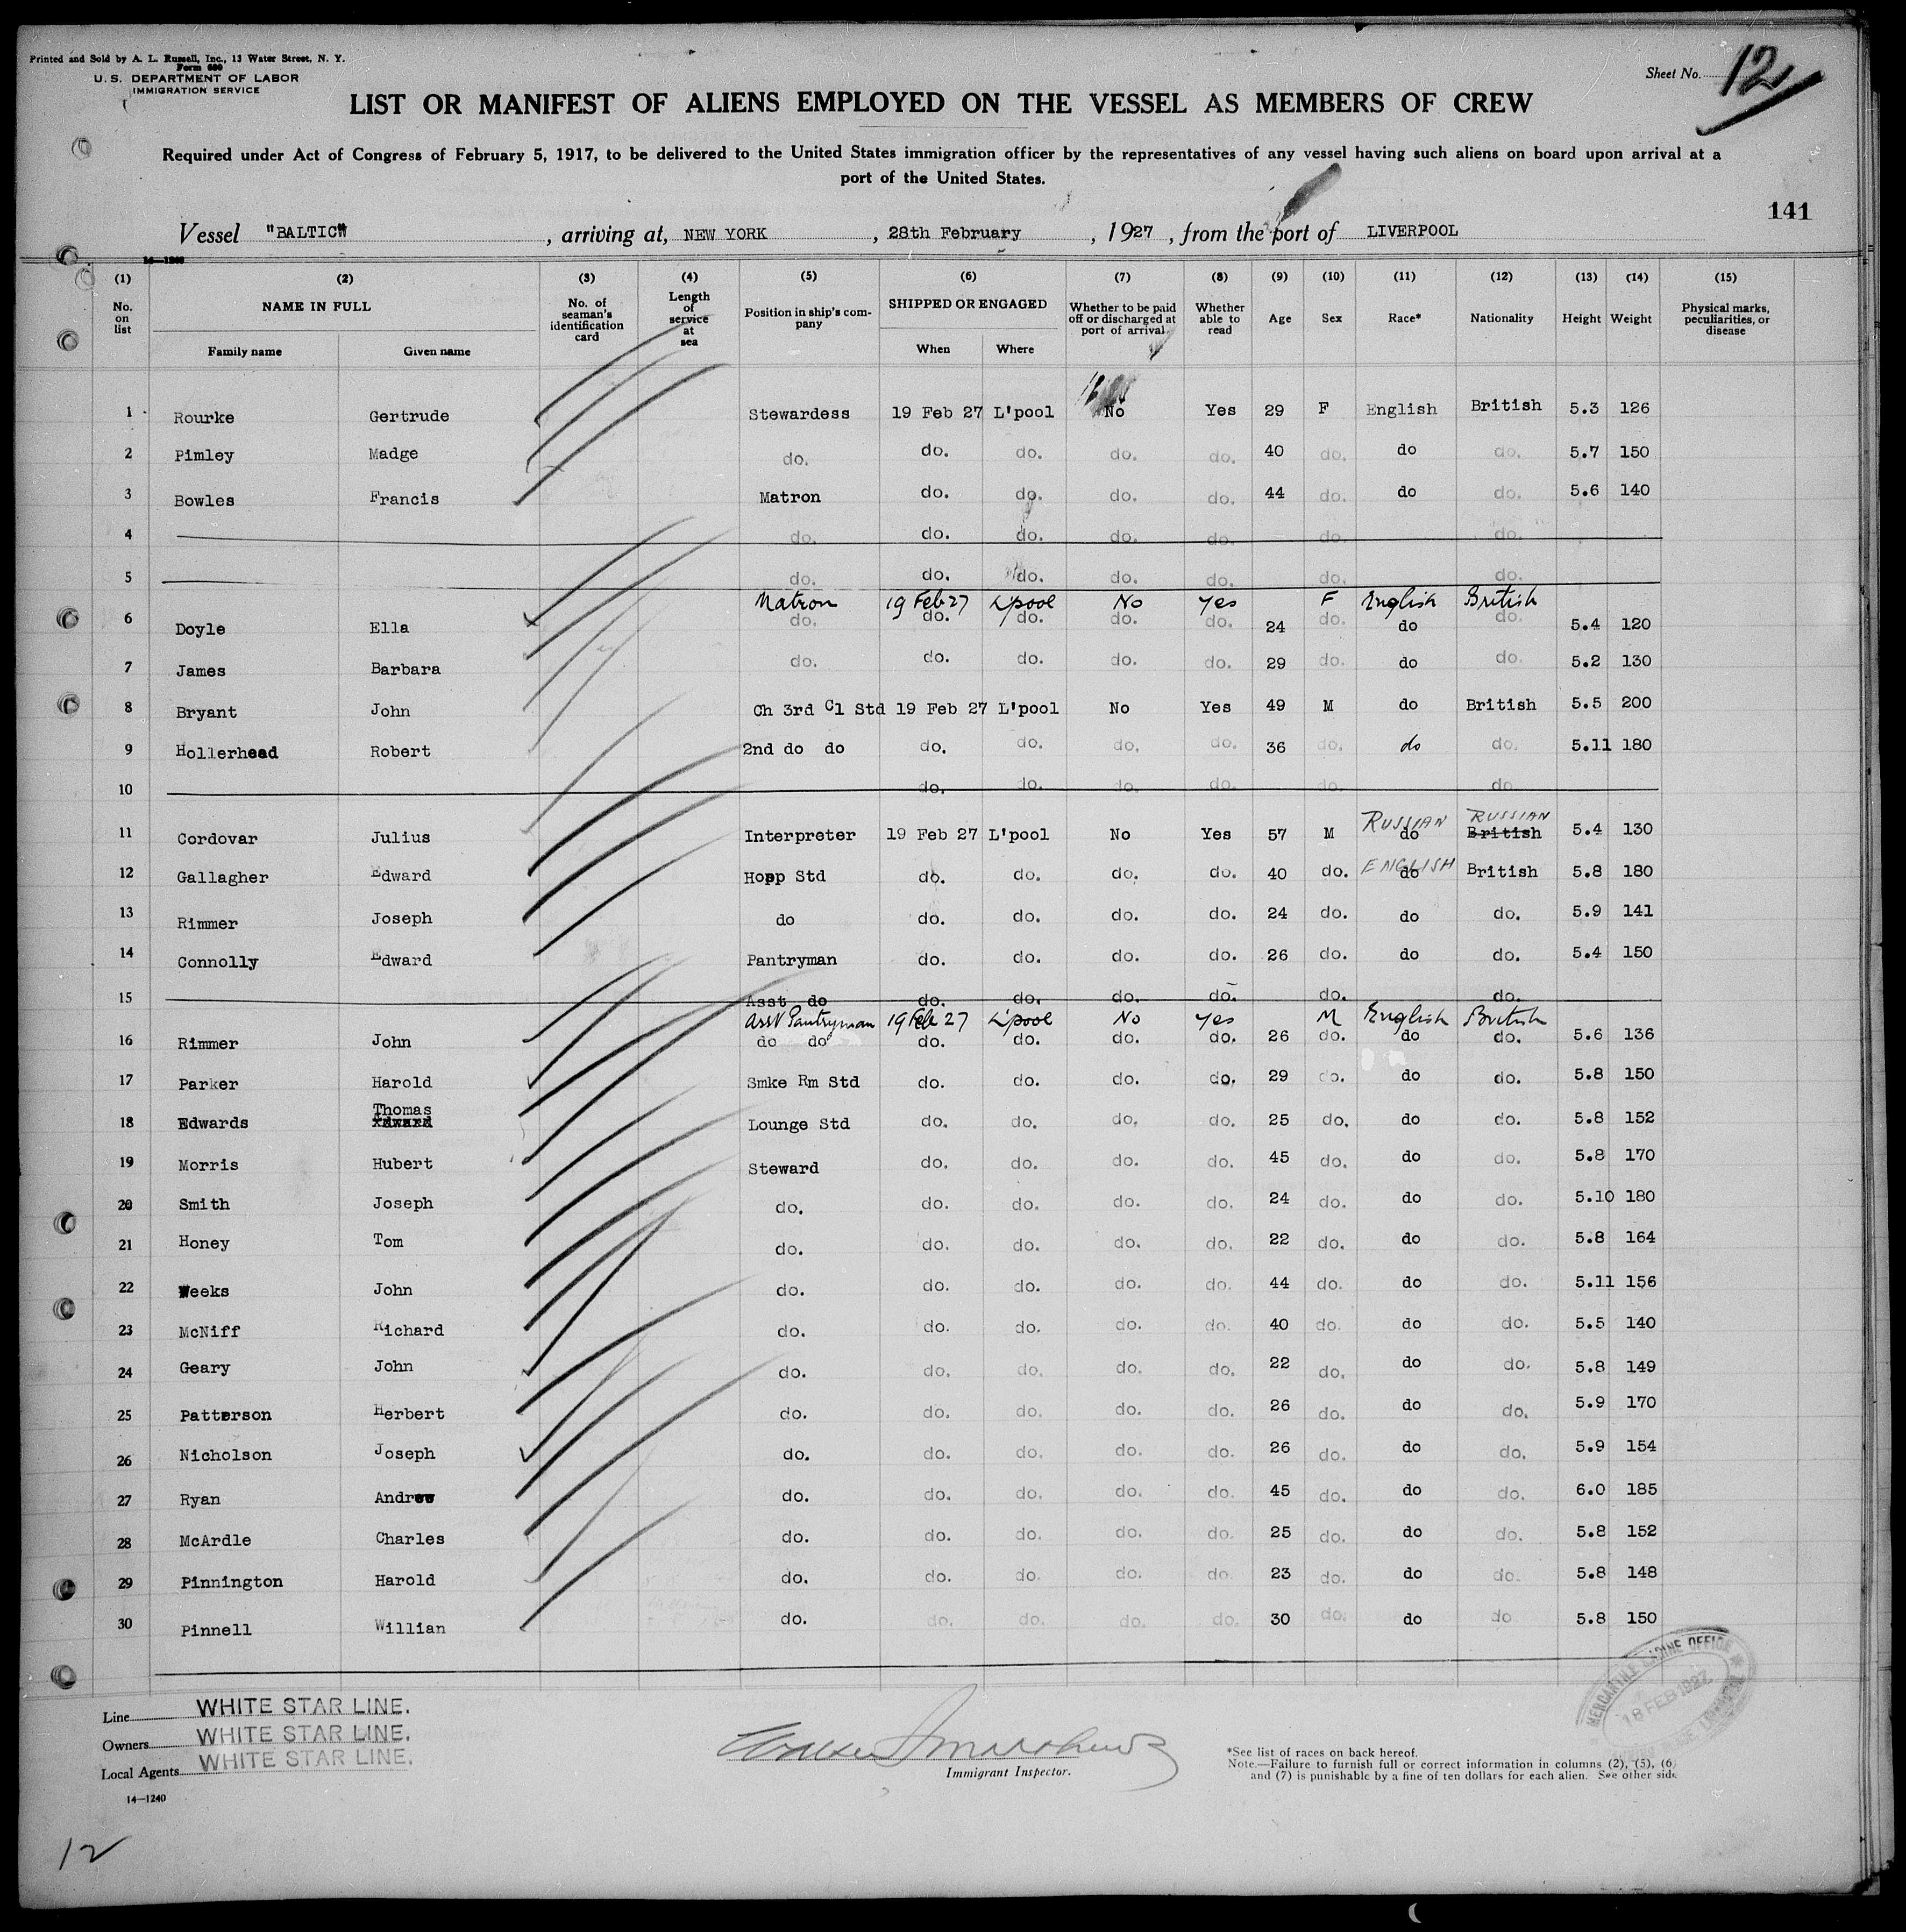 Printed and Sold by A. L. Russell, Inc., 13 Water Street, N. Y.
Form 680
U. S. DEPARTMENT OF LABOR
IMMIGRATION SERVICE
Sheet No. 12
LIST OR MANIFEST OF ALIENS EMPLOYED ON THE VESSEL AS MEMBERS OF CREW
Required under Act of Congress of February 5, 1917, to be delivered to the United States immigration officer by the representatives of any vessel having such aliens on board upon arrival at a
port of the United States.
141
Vessel "BALTIC", arriving at, NEW YORK, 28th February, 1927, from the port of LIVERPOOL
(1) (2) (3) (4) (5) (6) (7) (8) (9) (10) (11) (12) (13) (14) (15)
No. on list NAME IN FULL Family name Given name No. of seaman's identification card Length of service at sea Position in ship's company SHIPPED OR ENGAGED When Where Whether to be paid off or discharged at port of arrival Whether able to read Age Sex Race* Nationality Height Weight Physical marks, peculiarities, or disease
1 Rourke Gertrude Stewardess 19 Feb 27 L'pool No Yes 29 F English British 5.3 126
2 Pimley Madge do. do. do. do. do. 40 do. do do. 5.7 150
3 Bowles Francis Matron do. do. do. do. 44 do. do do. 5.6 140
4 do. do. do. do. do. do. do.
5 do. do. do. do. do. do. do.
Matron 19 Feb 27 L'pool No Yes F English British
6 Doyle Ella do. do. do. do. do. 24 do. do do. 5.4 120
7 James Barbara do. do. do. do. do. 29 do. do do. 5.2 130
8 Bryant John Ch 3rd Cl Std 19 Feb 27 L'pool No Yes 49 M do British 5.5 200
9 Hollerhead Robert 2nd do do do. do. do. do. 36 do. do do. 5.11 180
10 do. do. do. do. do. do.
RUSSIAN RUSSIAN
11 Cordovar Julius Interpreter 19 Feb 27 L'pool No Yes 57 M do British 5.4 130
12 Gallagher Edward Hosp Std do. do. do. do. 40 do. ENGLISH do British 5.8 180
13 Rimmer Joseph do do. do. do. do. 24 do. do do. 5.9 141
14 Connolly Edward Pantryman do. do. do. do. 26 do. do do. 5.4 150
15 Asst do do. do. do. do. do. do.
Asst Pantryman 19 Feb 27 L'pool No Yes M English British
16 Rimmer John do do do. do. do. do. 26 do. do do. 5.6 136
17 Parker Harold Smke Rm Std do. do. do. do. 29 do. do do. 5.8 150
Thomas
18 Edwards Edward Lounge Std do. do. do. do. 25 do. do do. 5.8 152
19 Morris Hubert Steward do. do. do. do. 45 do. do do. 5.8 170
20 Smith Joseph do. do. do. do. do. 24 do. do do. 5.10 180
21 Honey Tom do. do. do. do. do. 22 do. do do. 5.8 164
22 Weeks John do. do. do. do. do. 44 do. do do. 5.11 156
23 McNiff Richard do. do. do. do. do. 40 do. do do. 5.5 140
24 Geary John do. do. do. do. do. 22 do. do do. 5.8 149
25 Patterson Herbert do. do. do. do. do. 26 do. do do. 5.9 170
26 Nicholson Joseph do. do. do. do. do. 26 do. do do. 5.9 154
27 Ryan Andrew do. do. do. do. do. 45 do. do do. 6.0 185
28 McArdle Charles do. do. do. do. do. 25 do. do do. 5.8 152
29 Pinnington Harold do. do. do. do. do. 23 do. do do. 5.8 148
30 Pinnell Willian do. do. do. do. do. 30 do. do do 5.8 150
Line WHITE STAR LINE.
Owners WHITE STAR LINE.
Local Agents WHITE STAR LINE.
Immigrant Inspector.
MERCANTILE MARINE OFFICE
18 FEB 1927
*See list of races on back hereof.
Note.—Failure to furnish full or correct information in columns (2), (5), (6)
and (7) is punishable by a fine of ten dollars for each alien. See other side
14—1240
12